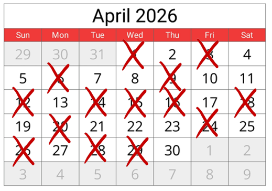 April 2026
Sun Mon Tue Wed Thu Fri Sat
29 30 31 1 2 3 4
5 6 7 8 9 10 11
12 13 14 15 16 17 18
19 20 21 22 23 24 25
26 27 28 29 30 1 2
3 4 5 6 7 8 9